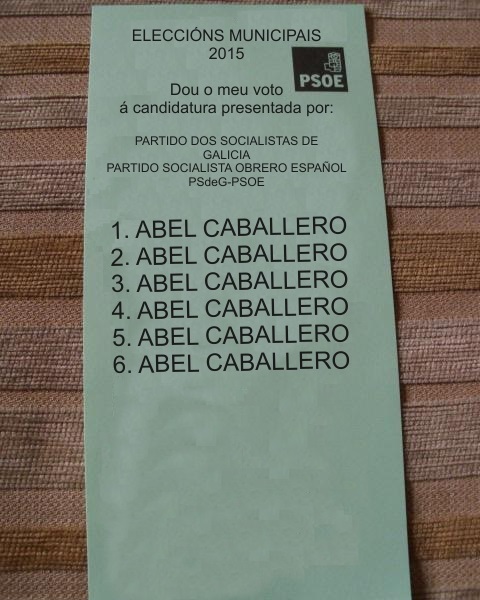 ELECCIÓNS MUNICIPAIS
2015
PSOE
Dou o meu voto
á candidatura presentada por:
PARTIDO DOS SOCIALISTAS DE
GALICIA
PARTIDO SOCIALISTA OBRERO ESPAÑOL
PSdeG-PSOE
1. ABEL CABALLERO
2. ABEL CABALLERO
3. ABEL CABALLERO
4. ABEL CABALLERO
5. ABEL CABALLERO
6. ABEL CABALLERO